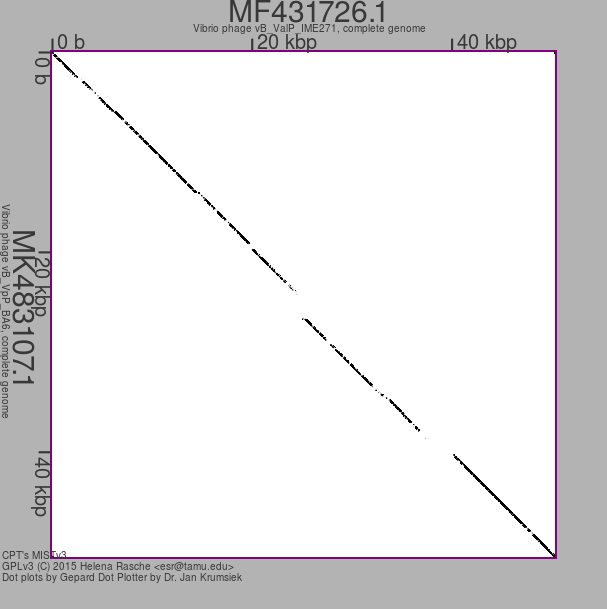 MF431726.1
Vibrio phage vB_ValP_IME271, complete genome
0 b
20 kbp
40 kbp
0 b
20 kbp
40 kbp
MK483107.1
Vibrio phage vB_VpP_BA6, complete genome
CPT's MISTv3
GPLv3 (C) 2015 Helena Rasche <esr@tamu.edu>
Dot plots by Gepard Dot Plotter by Dr. Jan Krumsiek